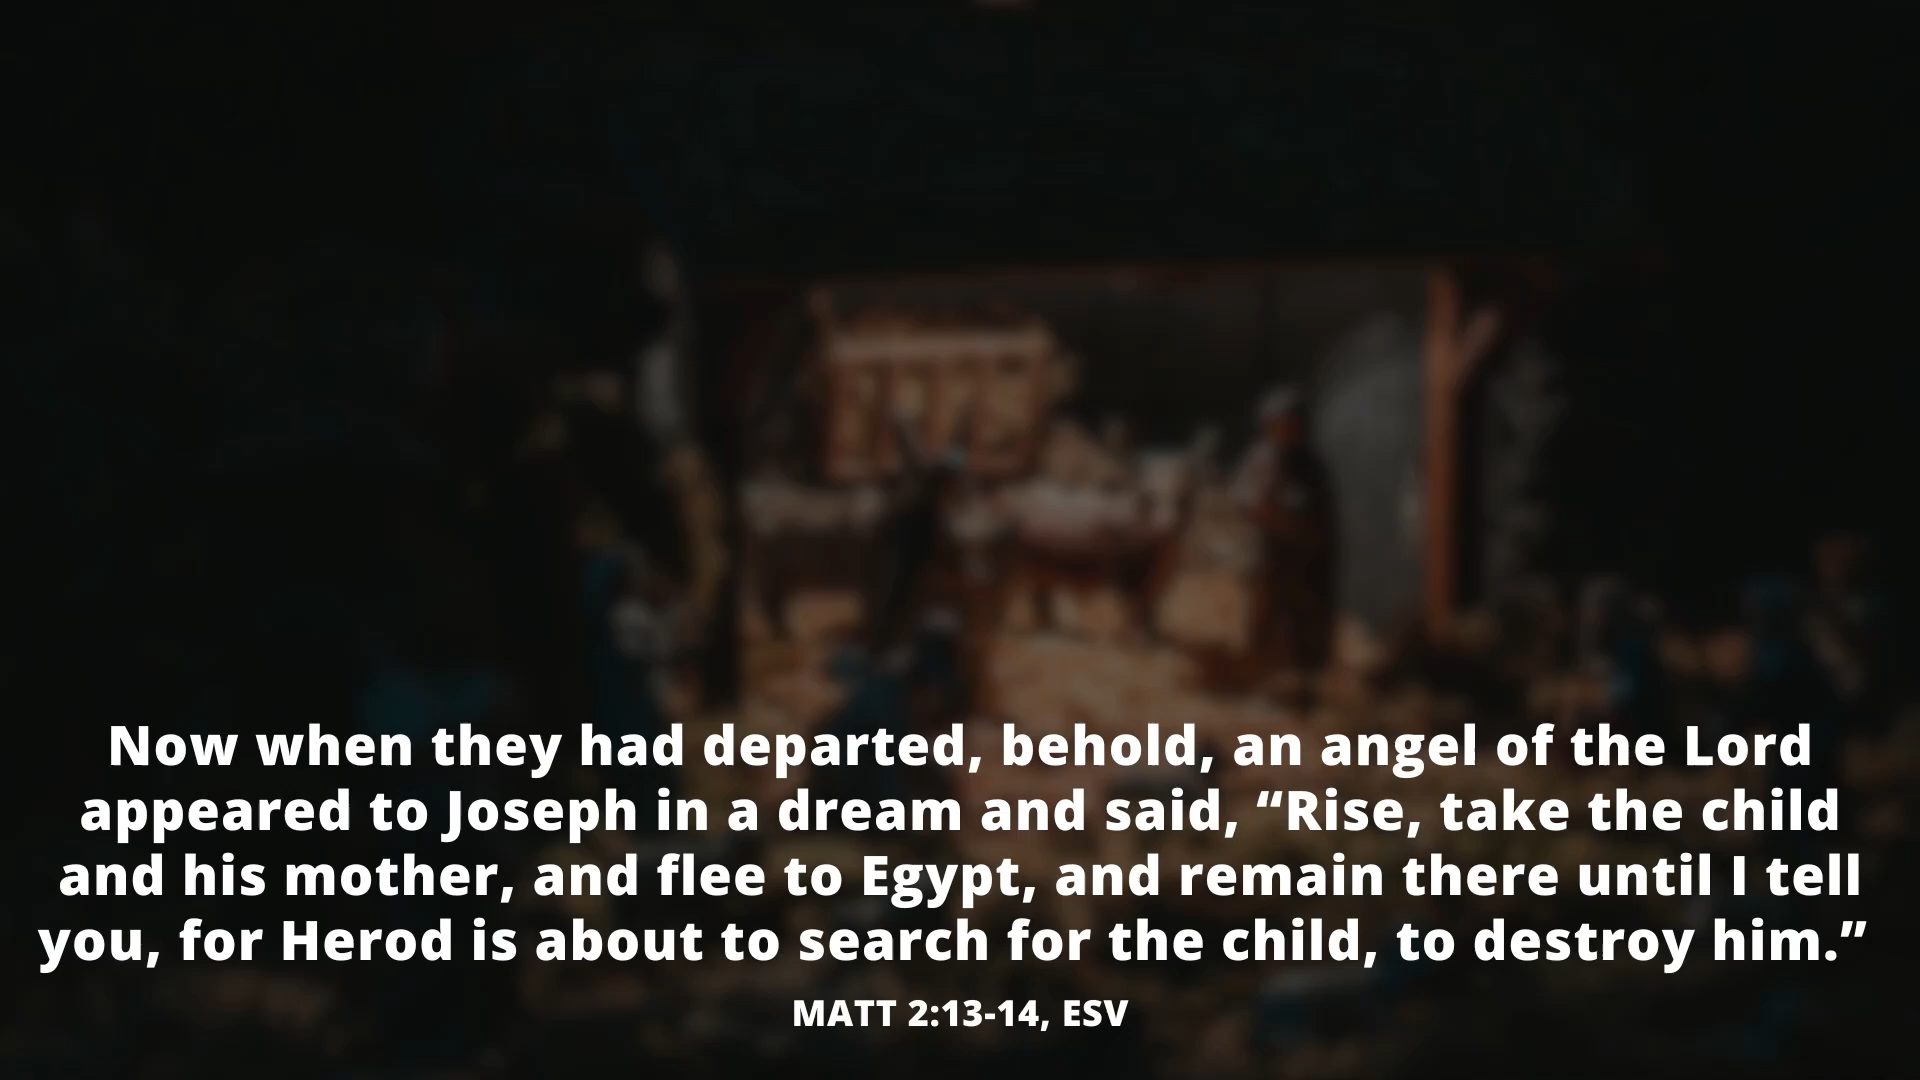 Now when they had departed, behold, an angel of the Lord
appeared to Joseph in a dream and said, “Rise, take the child
and his mother, and flee to Egypt, and remain there until I tell
you, for Herod is about to search for the child, to destroy him.”
MATT 2:13-14, ESV